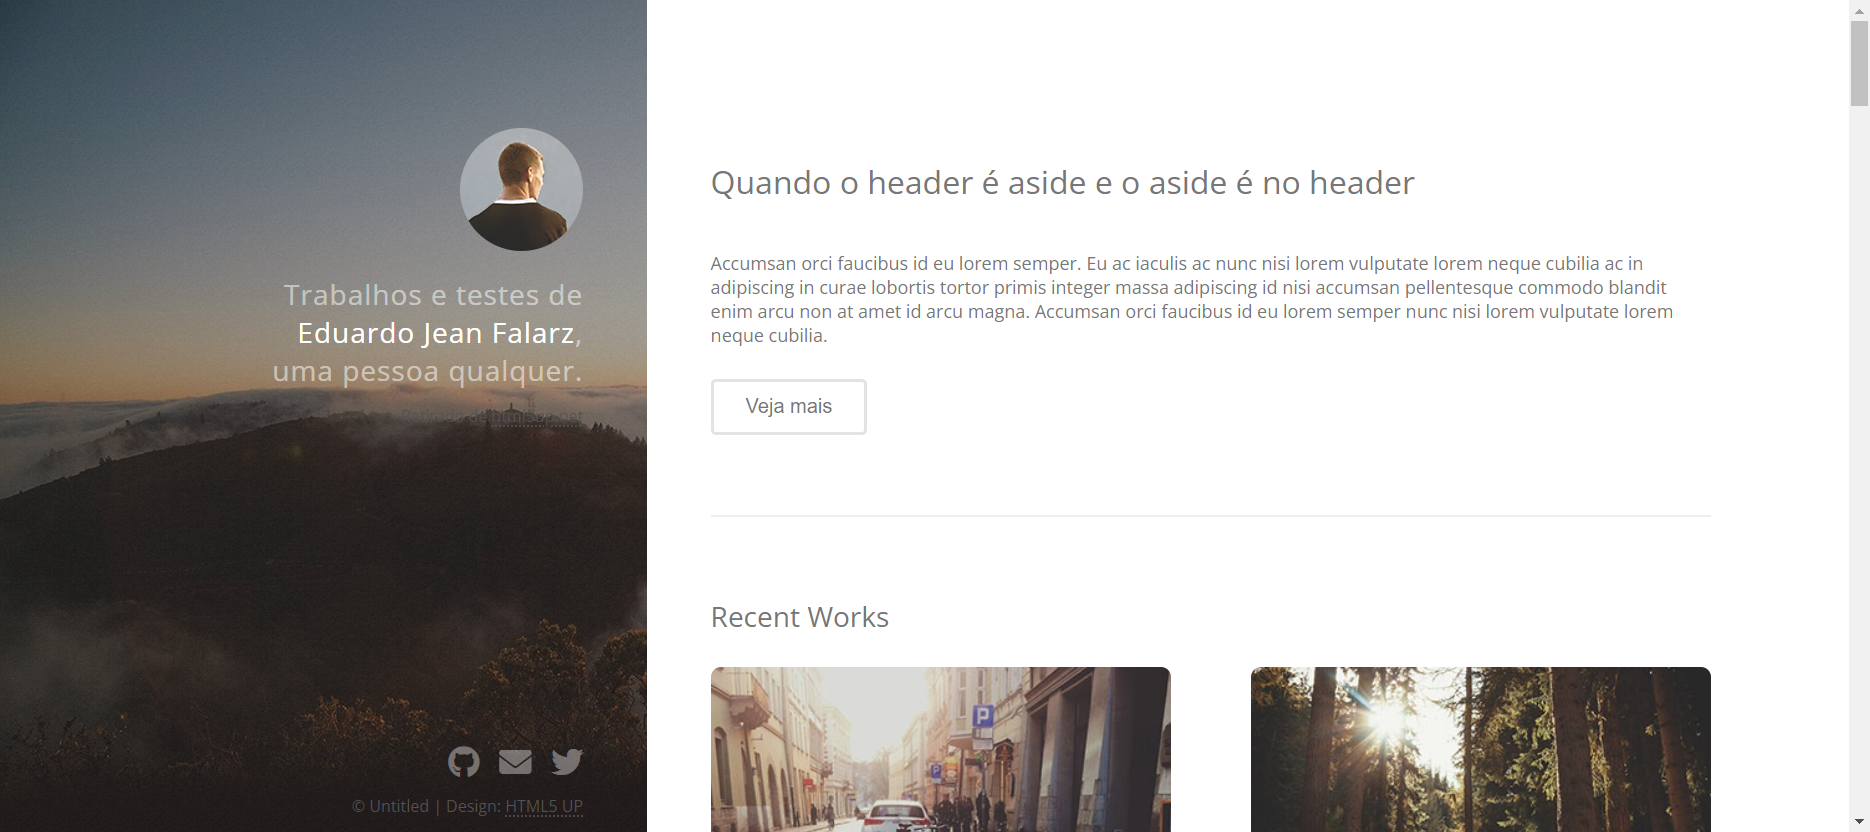 Trabalhos e testes de
Eduardo Jean Falarz,
uma pessoa qualquer.
Retirado de html5up.net
© Untitled | Design: HTML5 UP
Quando o header é aside e o aside é no header
Accumsan orci faucibus id eu lorem semper. Eu ac iaculis ac nunc nisi lorem vulputate lorem neque cubilia ac in
adipiscing in curae lobortis tortor primis integer massa adipiscing id nisi accumsan pellentesque commodo blandit
enim arcu non at amet id arcu magna. Accumsan orci faucibus id eu lorem semper nunc nisi lorem vulputate lorem
neque cubilia.
Veja mais
Recent Works
P
P